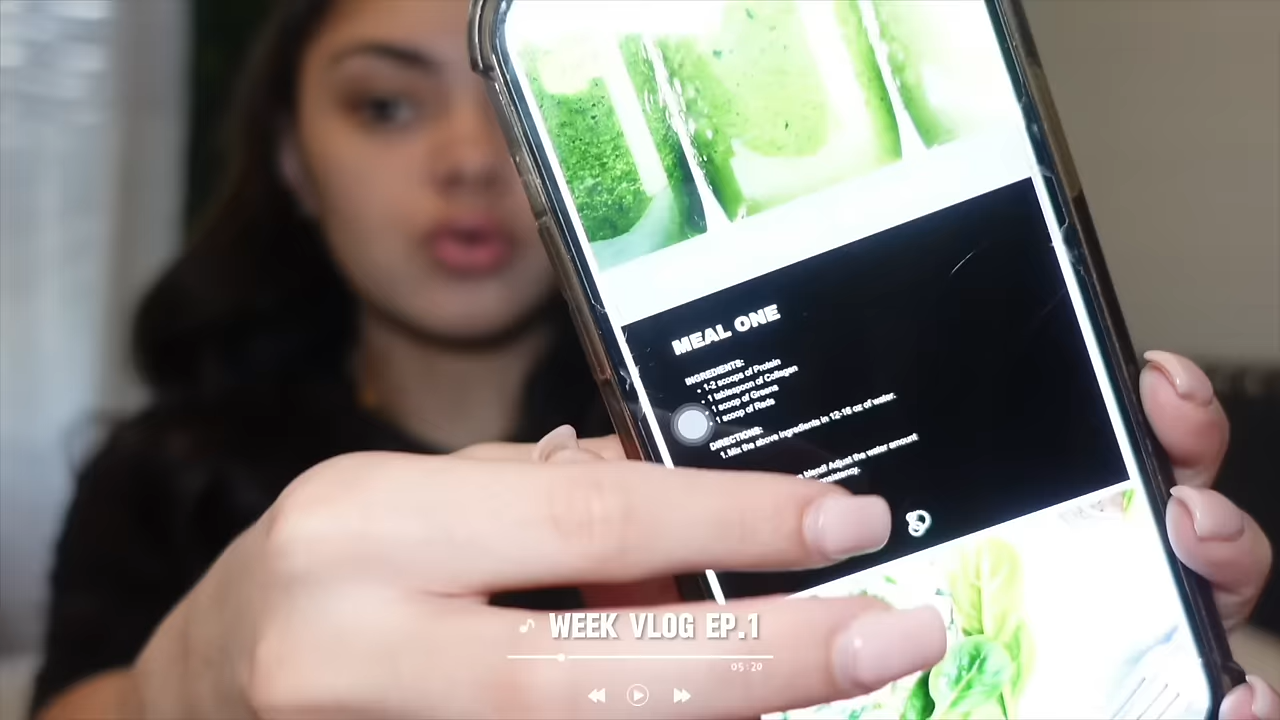 MEAL ONE
INGREDIENTS:
• 1-2 scoops of Protein
• 1 tablespoon of Collagen
1 scoop of Greens
1 scoop of Reds
DIRECTIONS:
1. Mix the above ingredients in 12-16 oz of water.
blend! Adjust the water amount
consistency.
WEEK VLOG EP.1
05:20